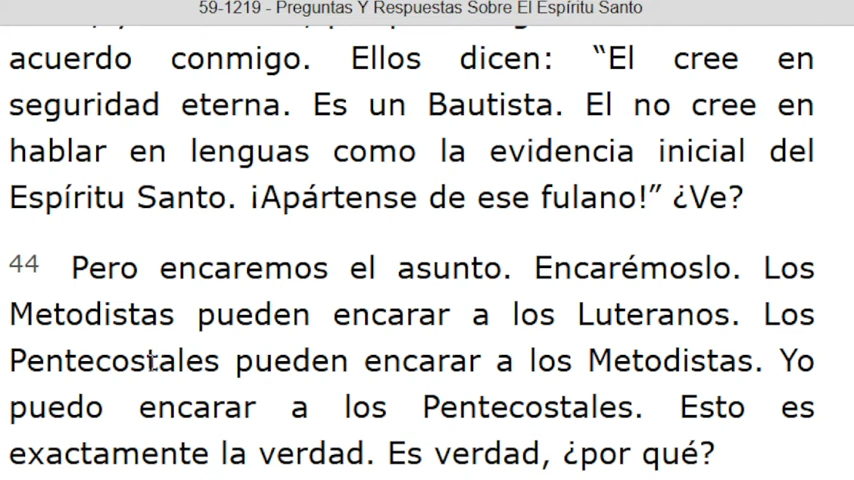 59-1219 - Preguntas Y Respuestas Sobre El Espíritu Santo
acuerdo conmigo. Ellos dicen: “El cree en
seguridad eterna. Es un Bautista. El no cree en
hablar en lenguas como la evidencia inicial del
Espíritu Santo. ¡Apártense de ese fulano!” ¿Ve?
44 Pero encaremos el asunto. Encarémoslo. Los
Metodistas pueden encarar a los Luteranos. Los
Pentecostales pueden encarar a los Metodistas. Yo
puedo encarar a los Pentecostales. Esto es
exactamente la verdad. Es verdad, ¿por qué?